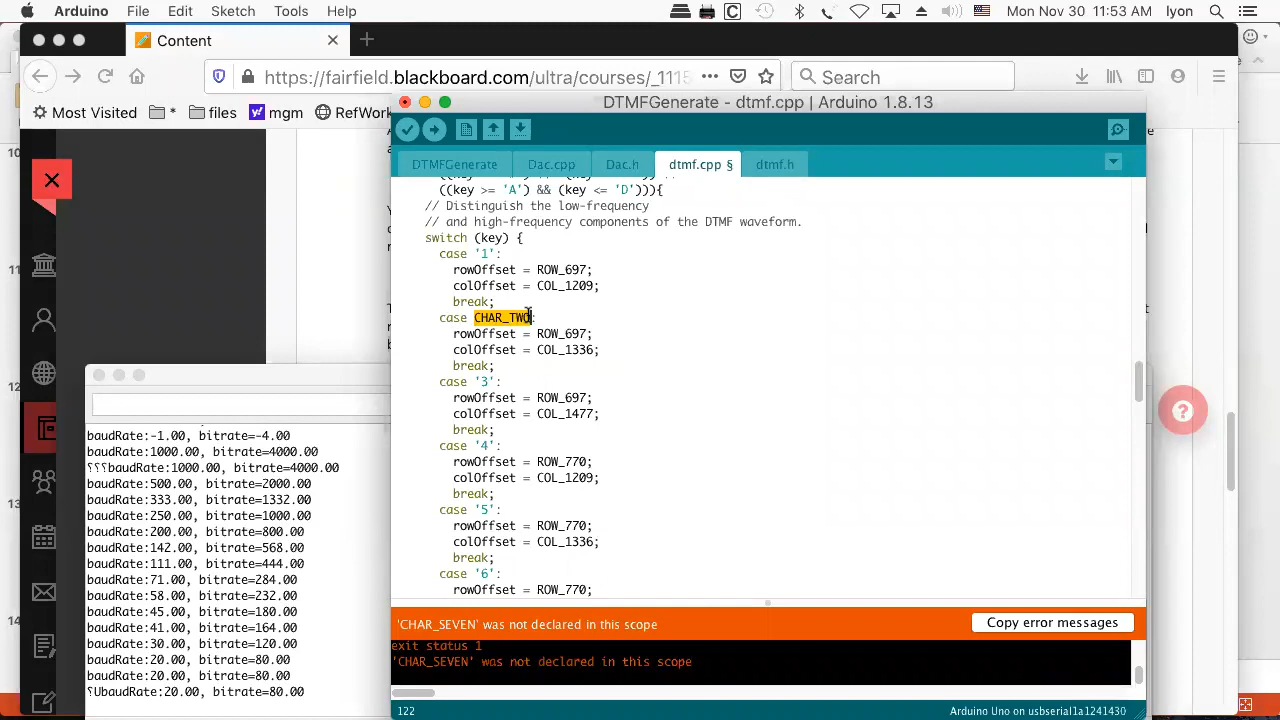 Arduino File Edit Sketch Tools Help Mon Nov 30 11:53 AM lyon
Content
https://fairfield.blackboard.com/ultra/courses/_1115 Search
Most Visited * files mgm RefWor
DTMFGenerate - dtmf.cpp | Arduino 1.8.13
DTMFGenerate Dac.cpp Dac.h dtmf.cpp § dtmf.h
((key >= 'A') && (key <= 'D'))){
// Distinguish the low-frequency
// and high-frequency components of the DTMF waveform.
switch (key) {
case '1':
rowOffset = ROW_697;
colOffset = COL_1209;
break;
case CHAR_TWO:
rowOffset = ROW_697;
colOffset = COL_1336;
break;
case '3':
rowOffset = ROW_697;
colOffset = COL_1477;
break;
case '4':
rowOffset = ROW_770;
colOffset = COL_1209;
break;
case '5':
rowOffset = ROW_770;
colOffset = COL_1336;
break;
case '6':
rowOffset = ROW_770;
'CHAR_SEVEN' was not declared in this scope Copy error messages
exit status 1
'CHAR_SEVEN' was not declared in this scope
122 Arduino Uno on usbserial1a1241430
baudRate:-1.00, bitrate=-4.00
baudRate:1000.00, bitrate=4000.00
⸮⸮⸮baudRate:1000.00, bitrate=4000.00
baudRate:500.00, bitrate=2000.00
baudRate:333.00, bitrate=1332.00
baudRate:250.00, bitrate=1000.00
baudRate:200.00, bitrate=800.00
baudRate:142.00, bitrate=568.00
baudRate:111.00, bitrate=444.00
baudRate:71.00, bitrate=284.00
baudRate:58.00, bitrate=232.00
baudRate:45.00, bitrate=180.00
baudRate:41.00, bitrate=164.00
baudRate:30.00, bitrate=120.00
baudRate:20.00, bitrate=80.00
baudRate:20.00, bitrate=80.00
⸮UbaudRate:20.00, bitrate=80.00